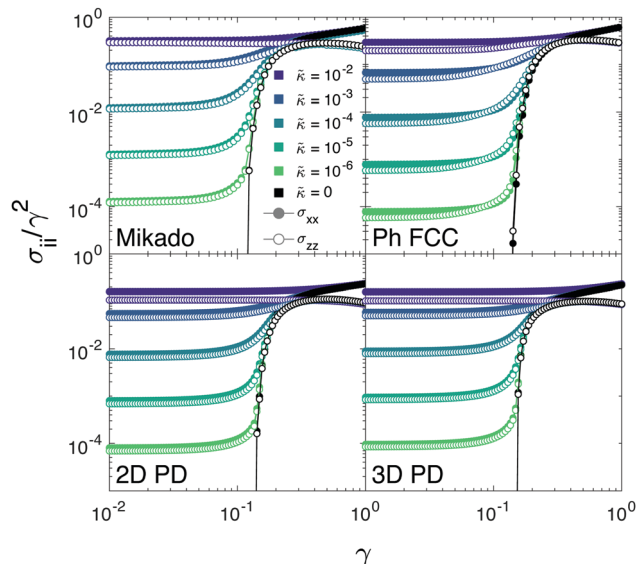 10⁰
10⁻²
10⁻⁴
10⁰
10⁻²
10⁻⁴
σᵢᵢ/γ²
κ̃ = 10⁻²
κ̃ = 10⁻³
κ̃ = 10⁻⁴
κ̃ = 10⁻⁵
κ̃ = 10⁻⁶
κ̃ = 0
σₓₓ
σ_zz
Mikado
Ph FCC
2D PD
3D PD
10⁻² 10⁻¹ 10⁰ 10⁻¹ 10⁰
γ